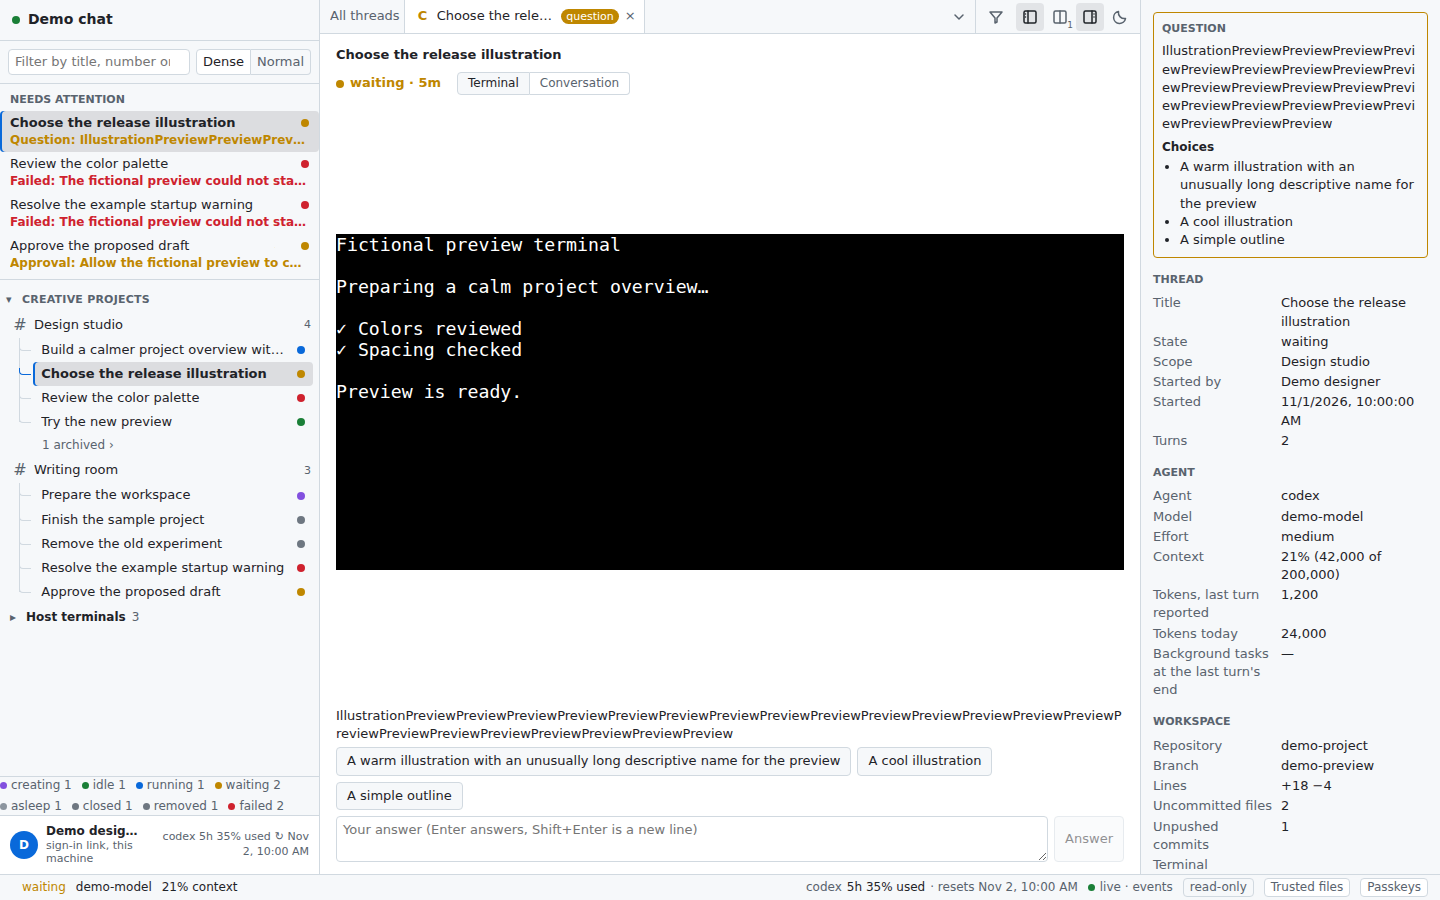 Demo chat
Filter by title, number or
Dense
Normal
NEEDS ATTENTION
Choose the release illustration
Question: IllustrationPreviewPreviewPrev…
Review the color palette
Failed: The fictional preview could not sta…
Resolve the example startup warning
Failed: The fictional preview could not sta…
Approve the proposed draft
Approval: Allow the fictional preview to c…
▾ CREATIVE PROJECTS
# Design studio 4
Build a calmer project overview wit…
Choose the release illustration
Review the color palette
Try the new preview
1 archived ›
# Writing room 3
Prepare the workspace
Finish the sample project
Remove the old experiment
Resolve the example startup warning
Approve the proposed draft
▸ Host terminals 3
creating 1 idle 1 running 1 waiting 2
asleep 1 closed 1 removed 1 failed 2
D
Demo desig…
sign-in link, this
machine
codex 5h 35% used ↻ Nov
2, 10:00 AM
All threads
C Choose the rele… question ×
1
Choose the release illustration
waiting · 5m
Terminal
Conversation
Fictional preview terminal
Preparing a calm project overview…
✓ Colors reviewed
✓ Spacing checked
Preview is ready.
IllustrationPreviewPreviewPreviewPreviewPreviewPreviewPreviewPreviewPreviewPreviewPreviewPreviewPreviewPreviewP
reviewPreviewPreviewPreviewPreviewPreviewPreviewPreview
A warm illustration with an unusually long descriptive name for the preview
A cool illustration
A simple outline
Your answer (Enter answers, Shift+Enter is a new line)
Answer
QUESTION
IllustrationPreviewPreviewPreviewPrevi
ewPreviewPreviewPreviewPreviewPrevi
ewPreviewPreviewPreviewPreviewPrevi
ewPreviewPreviewPreviewPreviewPrevi
ewPreviewPreviewPreview
Choices
• A warm illustration with an
unusually long descriptive name for
the preview
• A cool illustration
• A simple outline
THREAD
Title Choose the release
illustration
State waiting
Scope Design studio
Started by Demo designer
Started 11/1/2026, 10:00:00
AM
Turns 2
AGENT
Agent codex
Model demo-model
Effort medium
Context 21% (42,000 of
200,000)
Tokens, last turn 1,200
reported
Tokens today 24,000
Background tasks —
at the last turn's
end
WORKSPACE
Repository demo-project
Branch demo-preview
Lines +18 −4
Uncommitted files 2
Unpushed 1
commits
Terminal
waiting demo-model 21% context
codex 5h 35% used · resets Nov 2, 10:00 AM
live · events
read-only
Trusted files
Passkeys